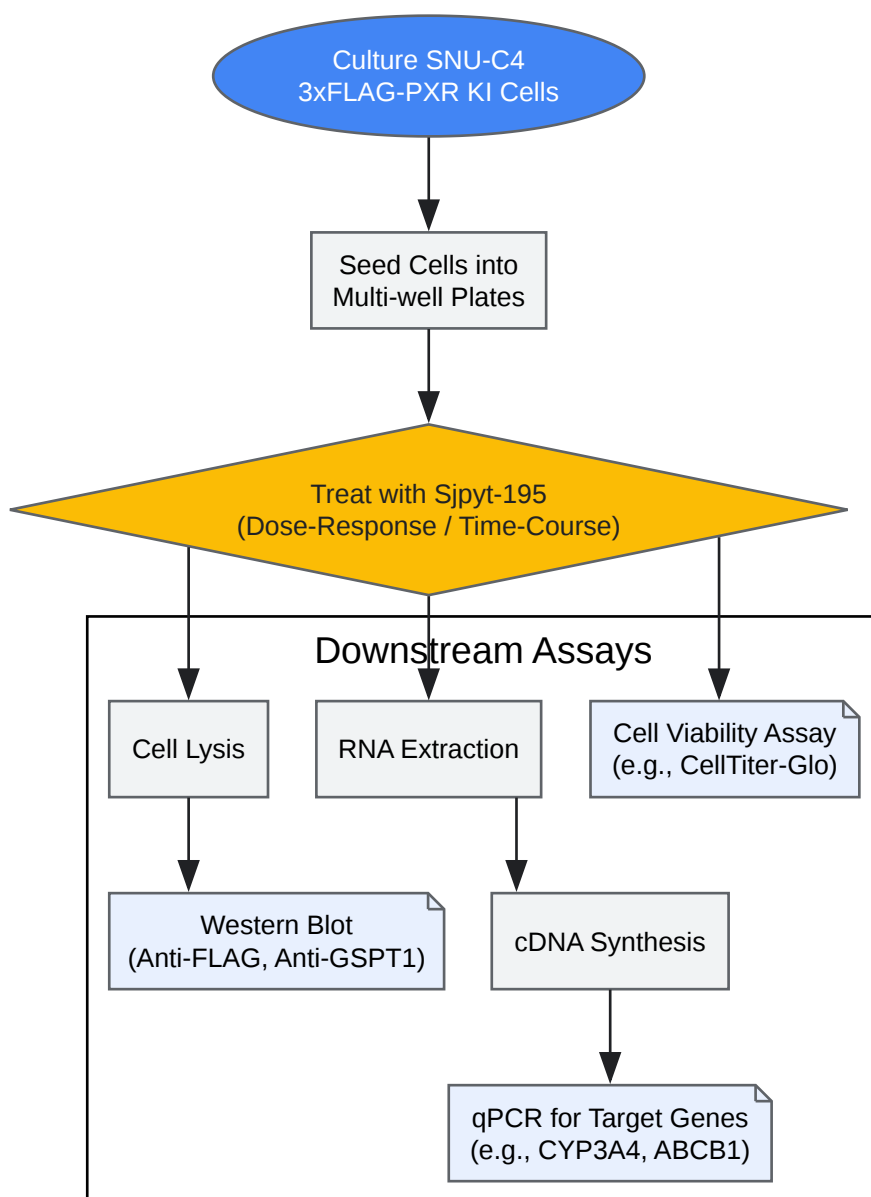 Culture SNU-C4
3xFLAG-PXR KI Cells
Seed Cells into
Multi-well Plates
Treat with Sjpyt-195
(Dose-Response / Time-Course)
Downstream Assays
Cell Lysis
RNA Extraction
Cell Viability Assay
(e.g., CellTiter-Glo)
Western Blot
(Anti-FLAG, Anti-GSPT1)
cDNA Synthesis
qPCR for Target Genes
(e.g., CYP3A4, ABCB1)